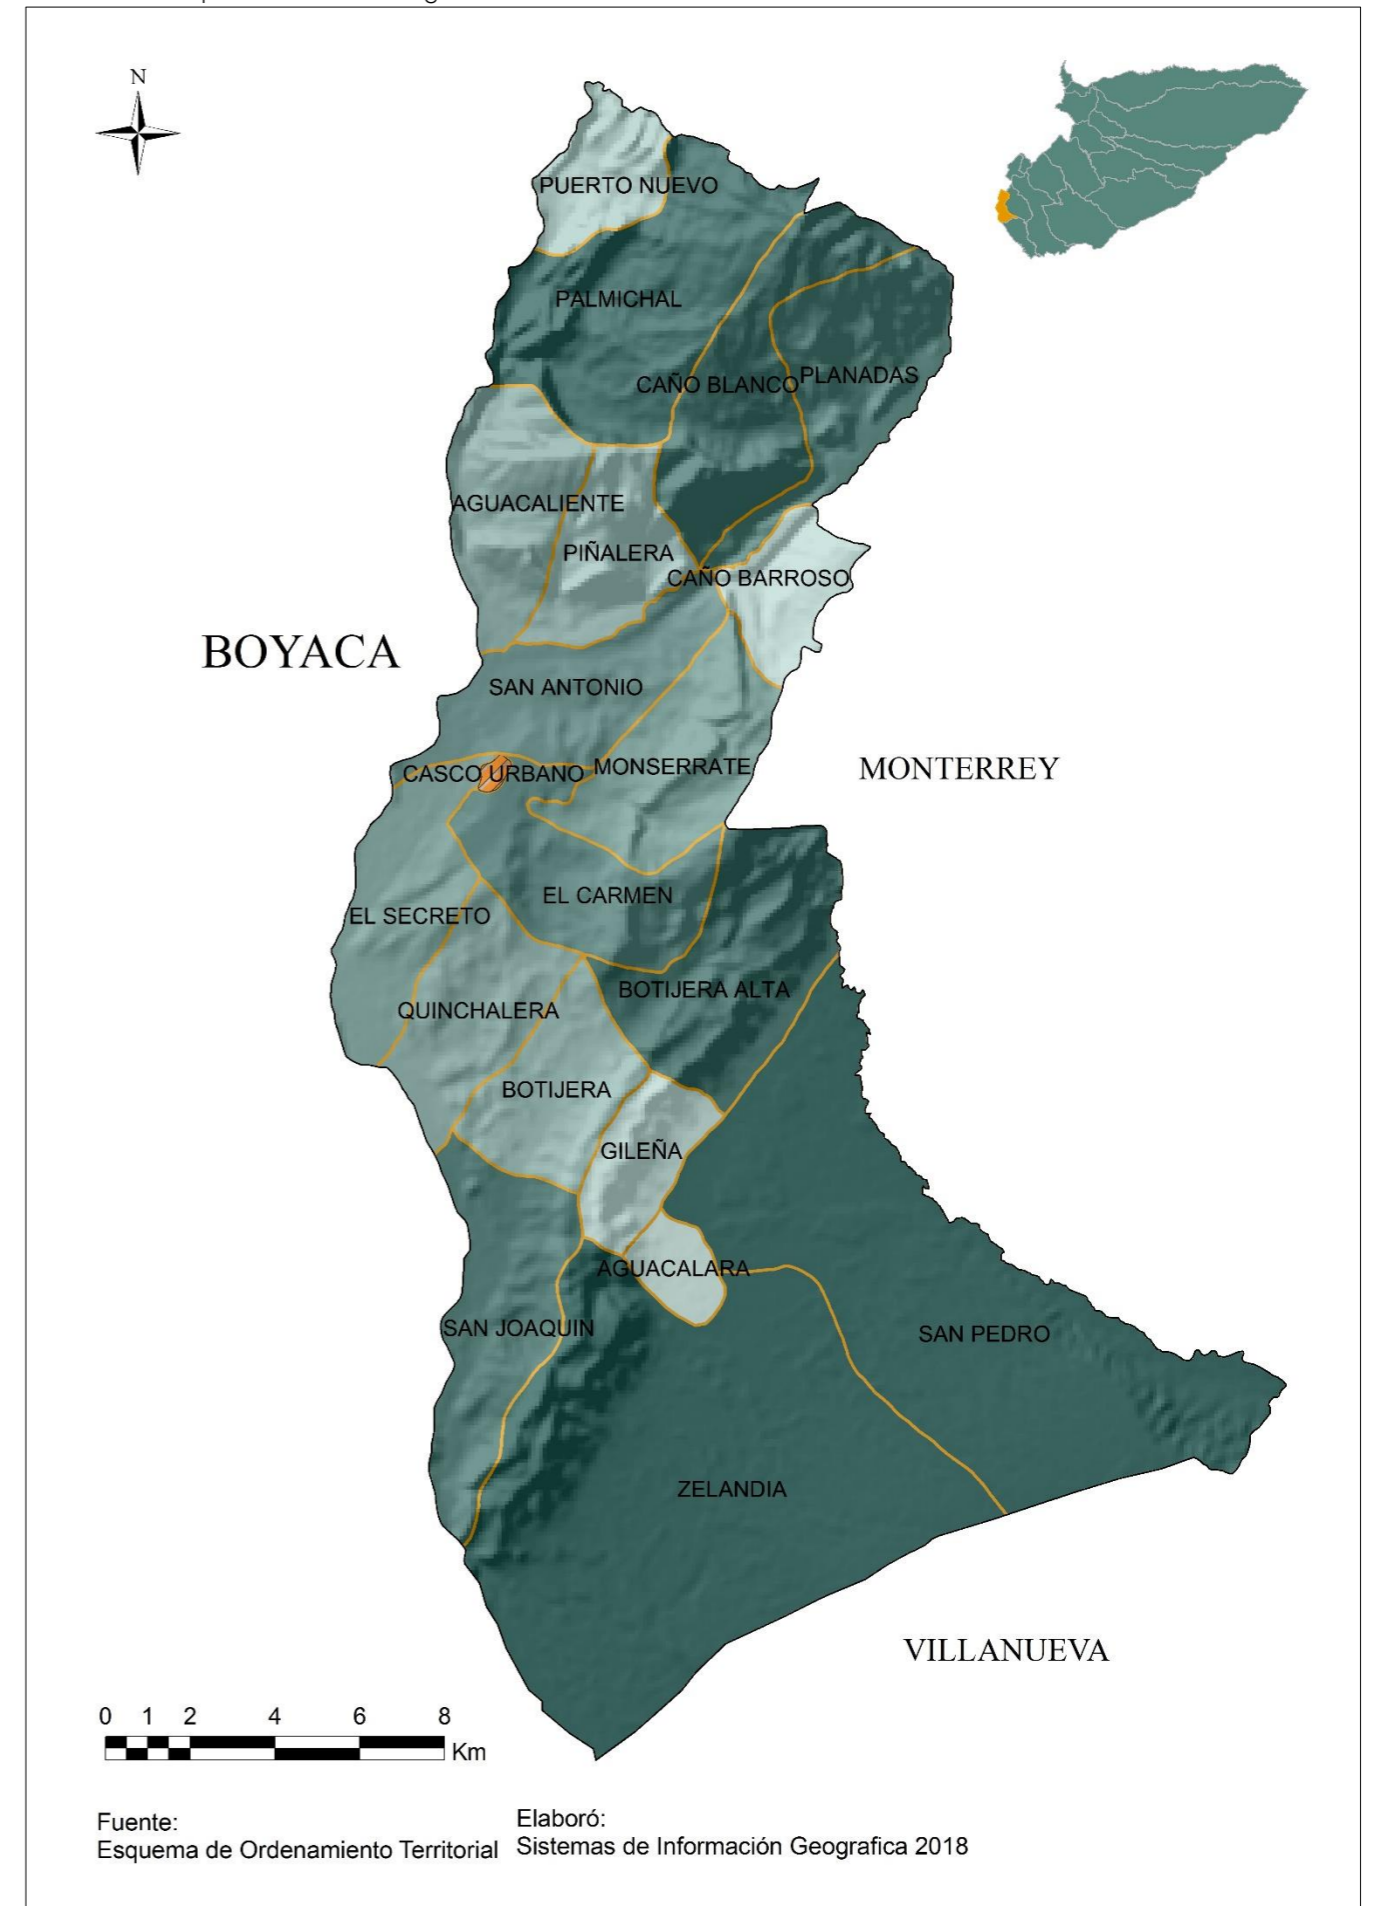 N
PUERTO NUEVO
PALMICHAL
CAÑO BLANCO
PLANADAS
AGUACALIENTE
PIÑALERA
CAÑO BARROSO
BOYACA
SAN ANTONIO
CASCO URBANO
MONSERRATE
MONTERREY
EL CARMEN
EL SECRETO
BOTIJERA ALTA
QUINCHALERA
BOTIJERA
GILEÑA
AGUACALARA
SAN JOAQUIN
SAN PEDRO
ZELANDIA
VILLANUEVA
0 1 2 4 6 8
Km
Fuente:
Esquema de Ordenamiento Territorial
Elaboró:
Sistemas de Información Geografica 2018